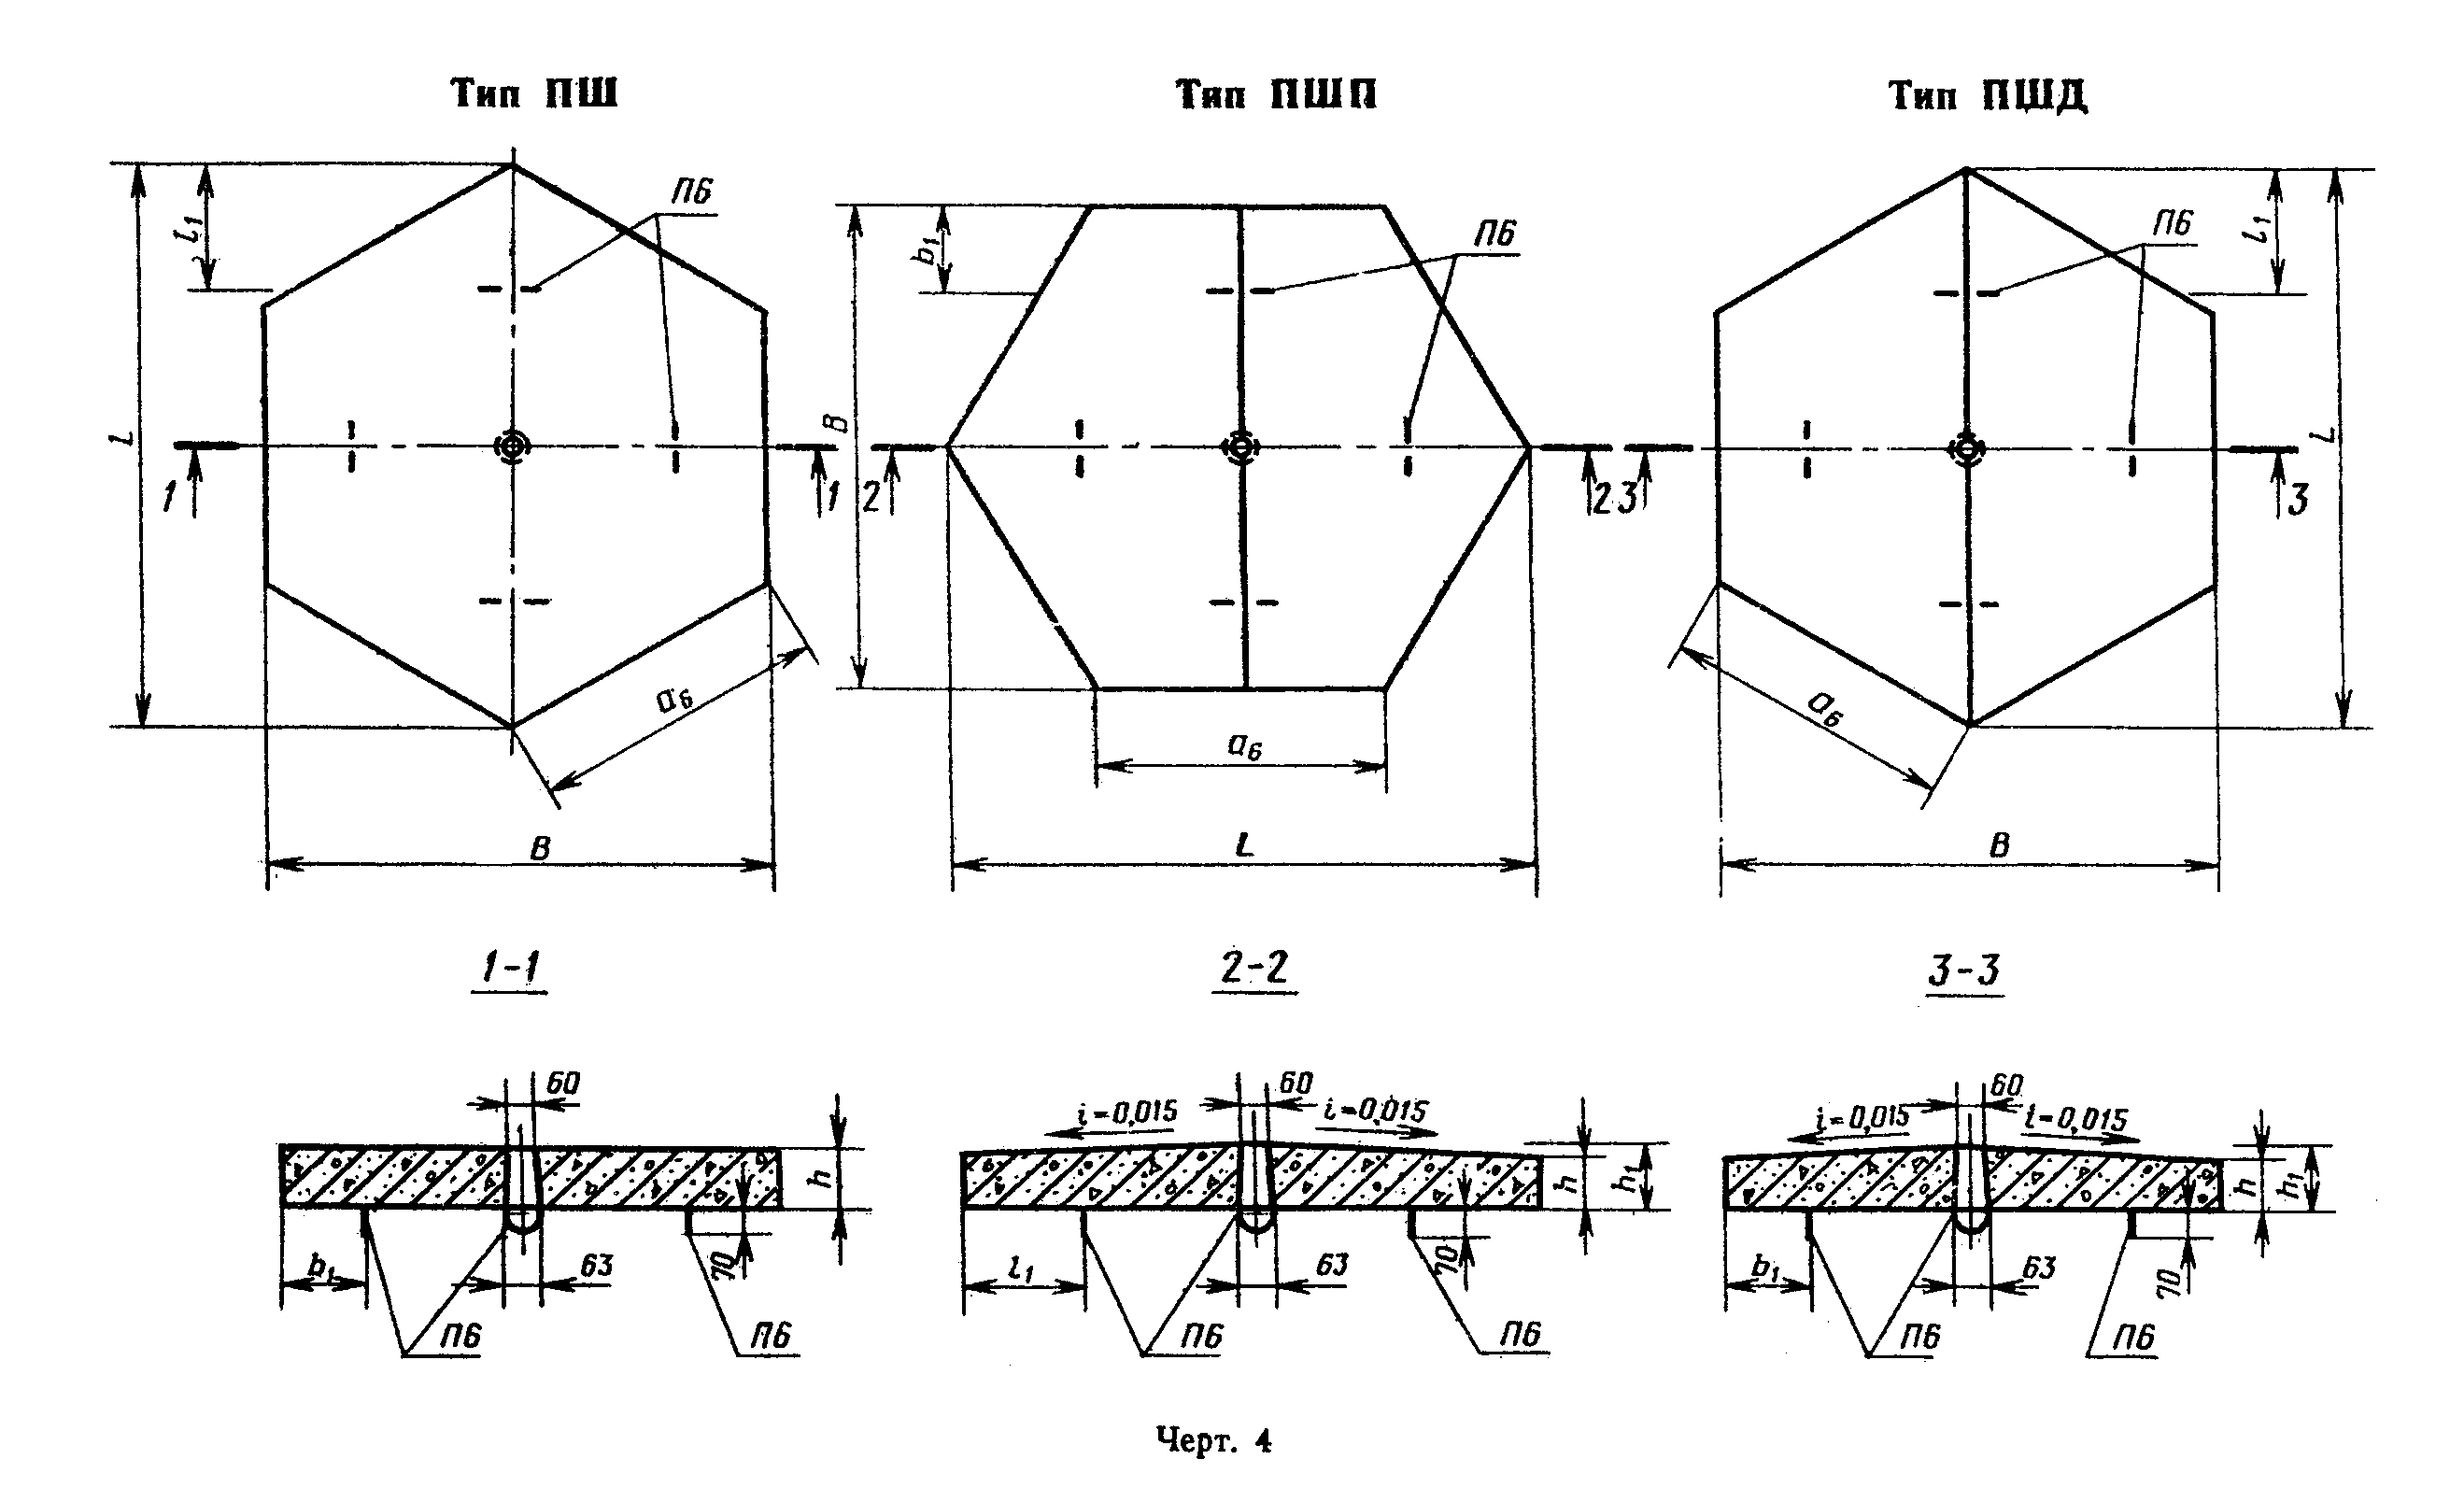 Тип ПШ
Тип ПШП
Тип ПШД
l₁
П6
L
1
1
a₆
B
b₁
П6
B
2
2
a₆
L
П6
l₁
L
3
3
a₆
B
1-1
2-2
3-3
60
h
b₁
63
70
П6
П6
i=0,015
60
i=0,015
h
h₁
l₁
63
70
П6
П6
i=0,015
60
i=0,015
h
h₁
b₁
63
70
П6
П6
Черт. 4